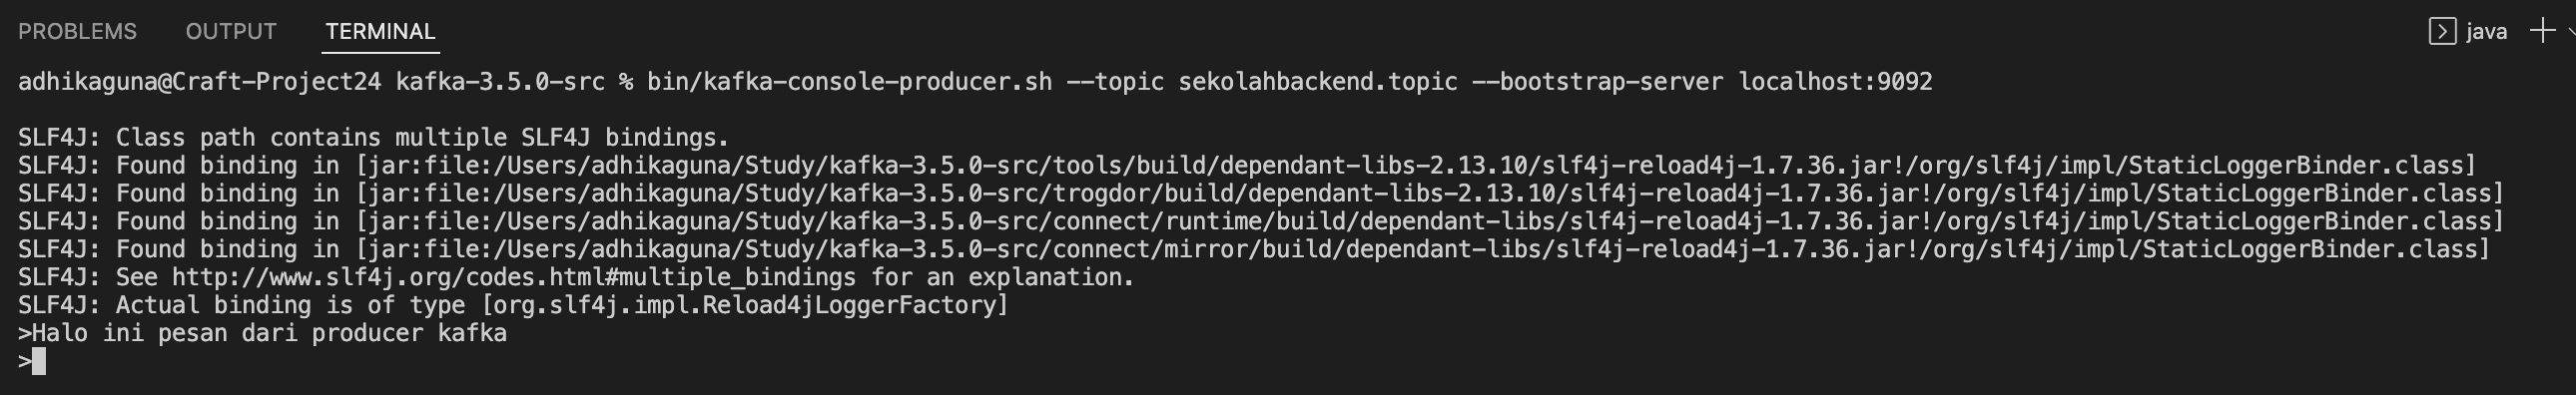 PROBLEMS OUTPUT TERMINAL java
adhikaguna@Craft-Project24 kafka-3.5.0-src % bin/kafka-console-producer.sh --topic sekolahbackend.topic --bootstrap-server localhost:9092
SLF4J: Class path contains multiple SLF4J bindings.
SLF4J: Found binding in [jar:file:/Users/adhikaguna/Study/kafka-3.5.0-src/tools/build/dependant-libs-2.13.10/slf4j-reload4j-1.7.36.jar!/org/slf4j/impl/StaticLoggerBinder.class]
SLF4J: Found binding in [jar:file:/Users/adhikaguna/Study/kafka-3.5.0-src/trogdor/build/dependant-libs-2.13.10/slf4j-reload4j-1.7.36.jar!/org/slf4j/impl/StaticLoggerBinder.class]
SLF4J: Found binding in [jar:file:/Users/adhikaguna/Study/kafka-3.5.0-src/connect/runtime/build/dependant-libs/slf4j-reload4j-1.7.36.jar!/org/slf4j/impl/StaticLoggerBinder.class]
SLF4J: Found binding in [jar:file:/Users/adhikaguna/Study/kafka-3.5.0-src/connect/mirror/build/dependant-libs/slf4j-reload4j-1.7.36.jar!/org/slf4j/impl/StaticLoggerBinder.class]
SLF4J: See http://www.slf4j.org/codes.html#multiple_bindings for an explanation.
SLF4J: Actual binding is of type [org.slf4j.impl.Reload4jLoggerFactory]
>Halo ini pesan dari producer kafka
>